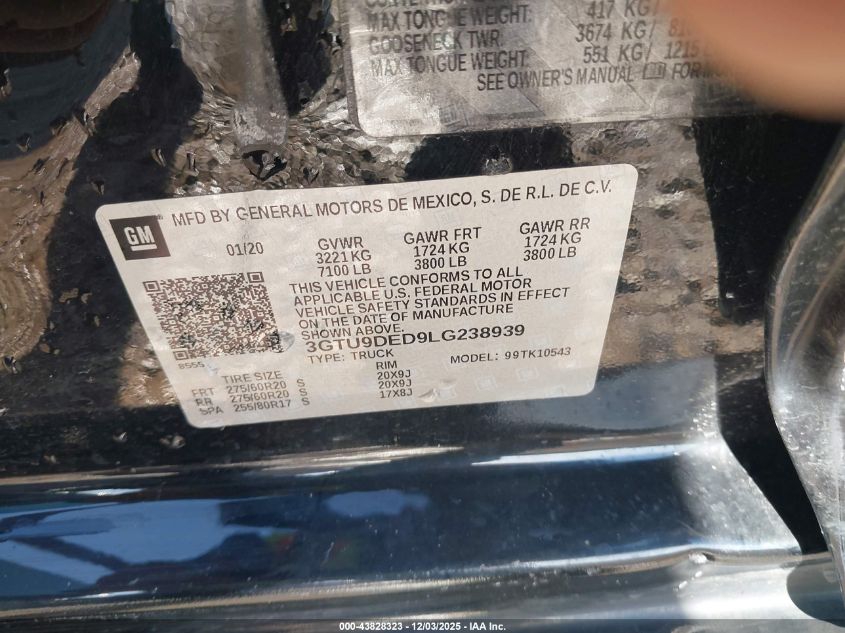 MAX TONGUE WEIGHT: 417 KG
GOOSENECK TWR: 3674 KG
MAX TONGUE WEIGHT: 551 KG / 1215
SEE OWNER'S MANUAL FOR
GM
MFD BY GENERAL MOTORS DE MEXICO, S. DE R.L. DE C.V.
01/20 GVWR GAWR FRT GAWR RR
3221 KG 1724 KG 1724 KG
7100 LB 3800 LB 3800 LB
THIS VEHICLE CONFORMS TO ALL
APPLICABLE U.S. FEDERAL MOTOR
VEHICLE SAFETY STANDARDS IN EFFECT
ON THE DATE OF MANUFACTURE
SHOWN ABOVE.
3GTU9DED9LG238939
8555 TYPE: TRUCK MODEL: 99TK10543
TIRE SIZE RIM
FRT 275/60R20 S 20X9J
RR 275/60R20 S 20X9J
SPA 255/80R17 S 17X8J
000-43828323 - 12/03/2025 - IAA Inc.